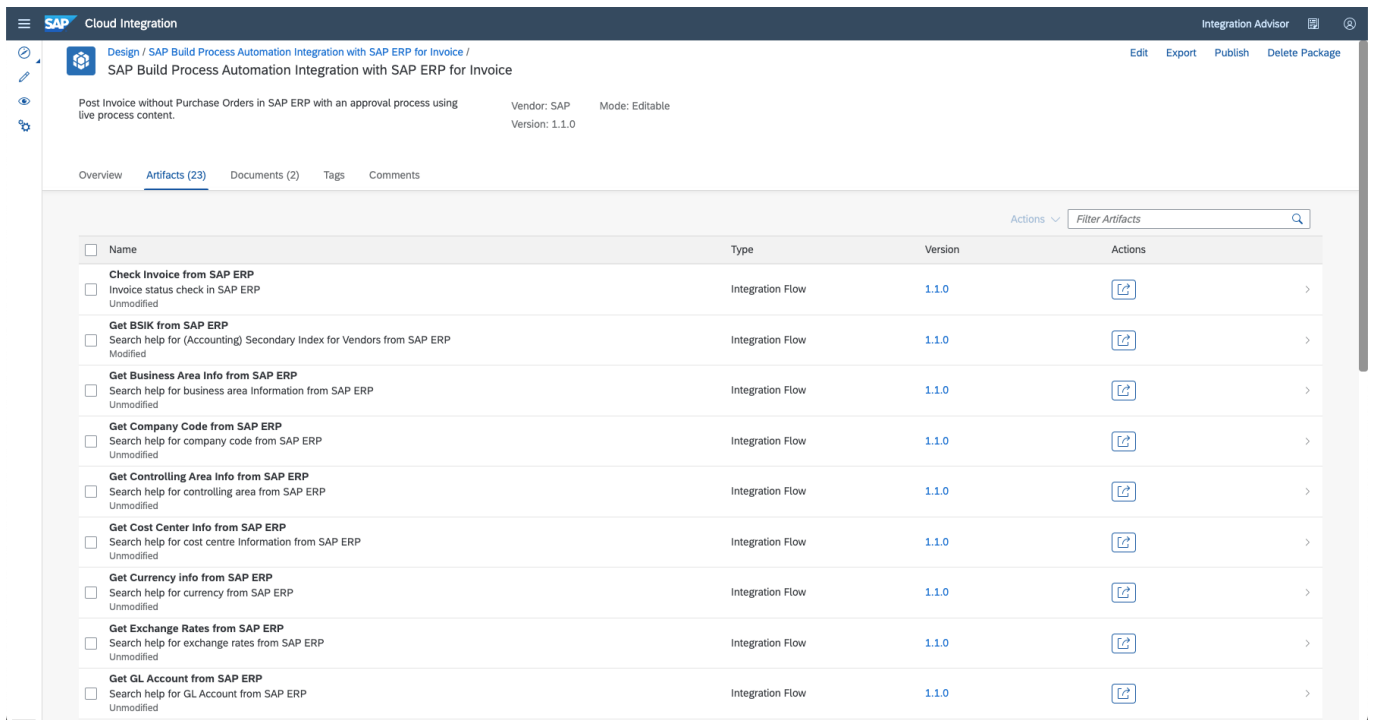 SAP Cloud Integration
Integration Advisor
Design / SAP Build Process Automation Integration with SAP ERP for Invoice /
SAP Build Process Automation Integration with SAP ERP for Invoice
Edit Export Publish Delete Package
Post Invoice without Purchase Orders in SAP ERP with an approval process using
live process content.
Vendor: SAP Mode: Editable
Version: 1.1.0
Overview Artifacts (23) Documents (2) Tags Comments
Actions Filter Artifacts
Name Type Version Actions
Check Invoice from SAP ERP
Invoice status check in SAP ERP Integration Flow 1.1.0
Unmodified
Get BSIK from SAP ERP
Search help for (Accounting) Secondary Index for Vendors from SAP ERP Integration Flow 1.1.0
Modified
Get Business Area Info from SAP ERP
Search help for business area Information from SAP ERP Integration Flow 1.1.0
Unmodified
Get Company Code from SAP ERP
Search help for company code from SAP ERP Integration Flow 1.1.0
Unmodified
Get Controlling Area Info from SAP ERP
Search help for controlling area from SAP ERP Integration Flow 1.1.0
Unmodified
Get Cost Center Info from SAP ERP
Search help for cost centre Information from SAP ERP Integration Flow 1.1.0
Unmodified
Get Currency info from SAP ERP
Search help for currency from SAP ERP Integration Flow 1.1.0
Unmodified
Get Exchange Rates from SAP ERP
Search help for exchange rates from SAP ERP Integration Flow 1.1.0
Unmodified
Get GL Account from SAP ERP
Search help for GL Account from SAP ERP Integration Flow 1.1.0
Unmodified